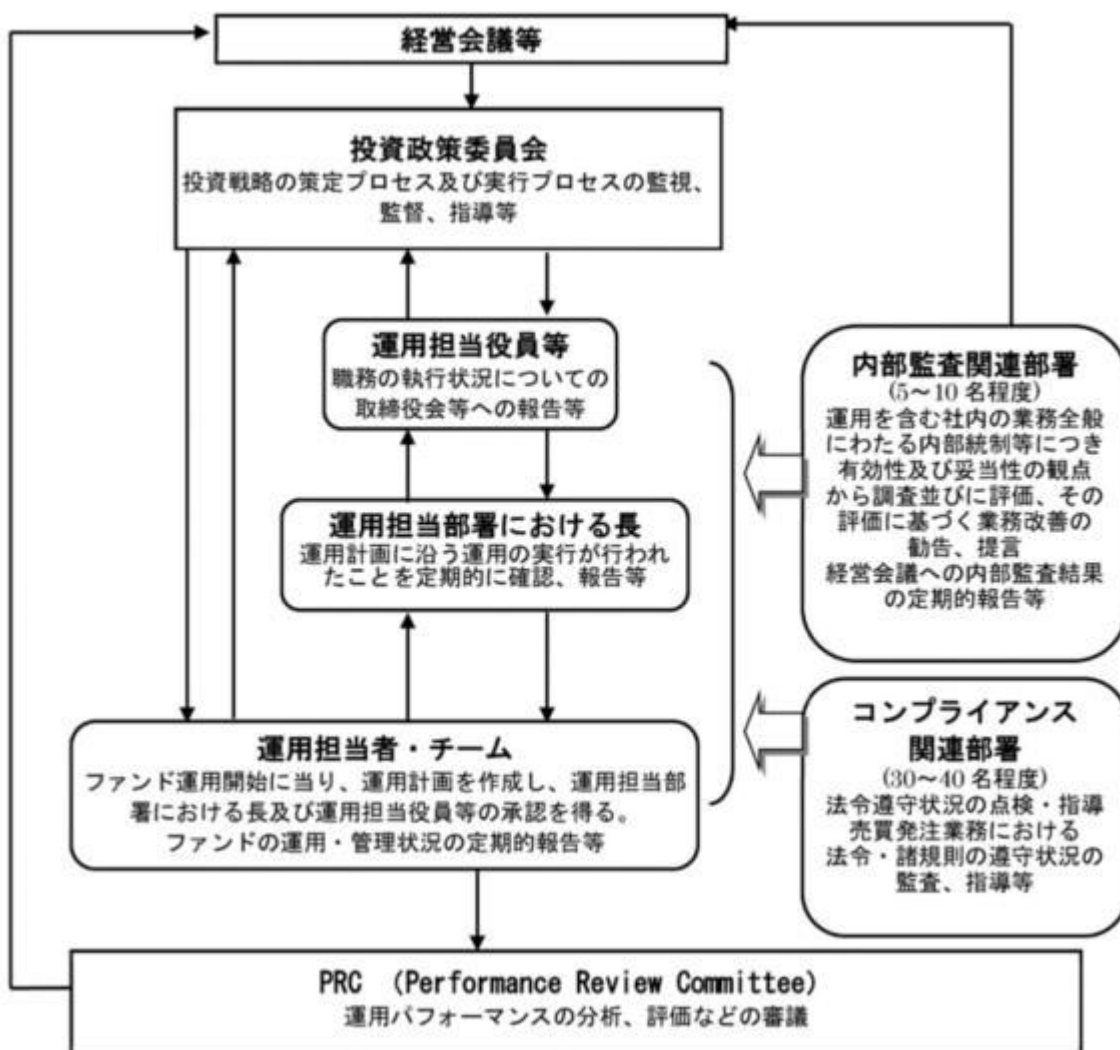 経営会議等
投資政策委員会
投資戦略の策定プロセス及び実行プロセスの監視、
監督、指導等
運用担当役員等
職務の執行状況についての
取締役会等への報告等
運用担当部署における長
運用計画に沿う運用の実行が行われ
たことを定期的に確認、報告等
運用担当者・チーム
ファンド運用開始に当り、運用計画を作成し、運用担当部
署における長及び運用担当役員等の承認を得る。
ファンドの運用・管理状況の定期的報告等
内部監査関連部署
(5～10 名程度)
運用を含む社内の業務全般
にわたる内部統制等につき
有効性及び妥当性の観点
から調査並びに評価、その
評価に基づく業務改善の
勧告、提言
経営会議への内部監査結果
の定期的報告等
コンプライアンス
関連部署
(30～40 名程度)
法令遵守状況の点検・指導
売買発注業務における
法令・諸規則の遵守状況の
監査、指導等
PRC （Performance Review Committee）
運用パフォーマンスの分析、評価などの審議